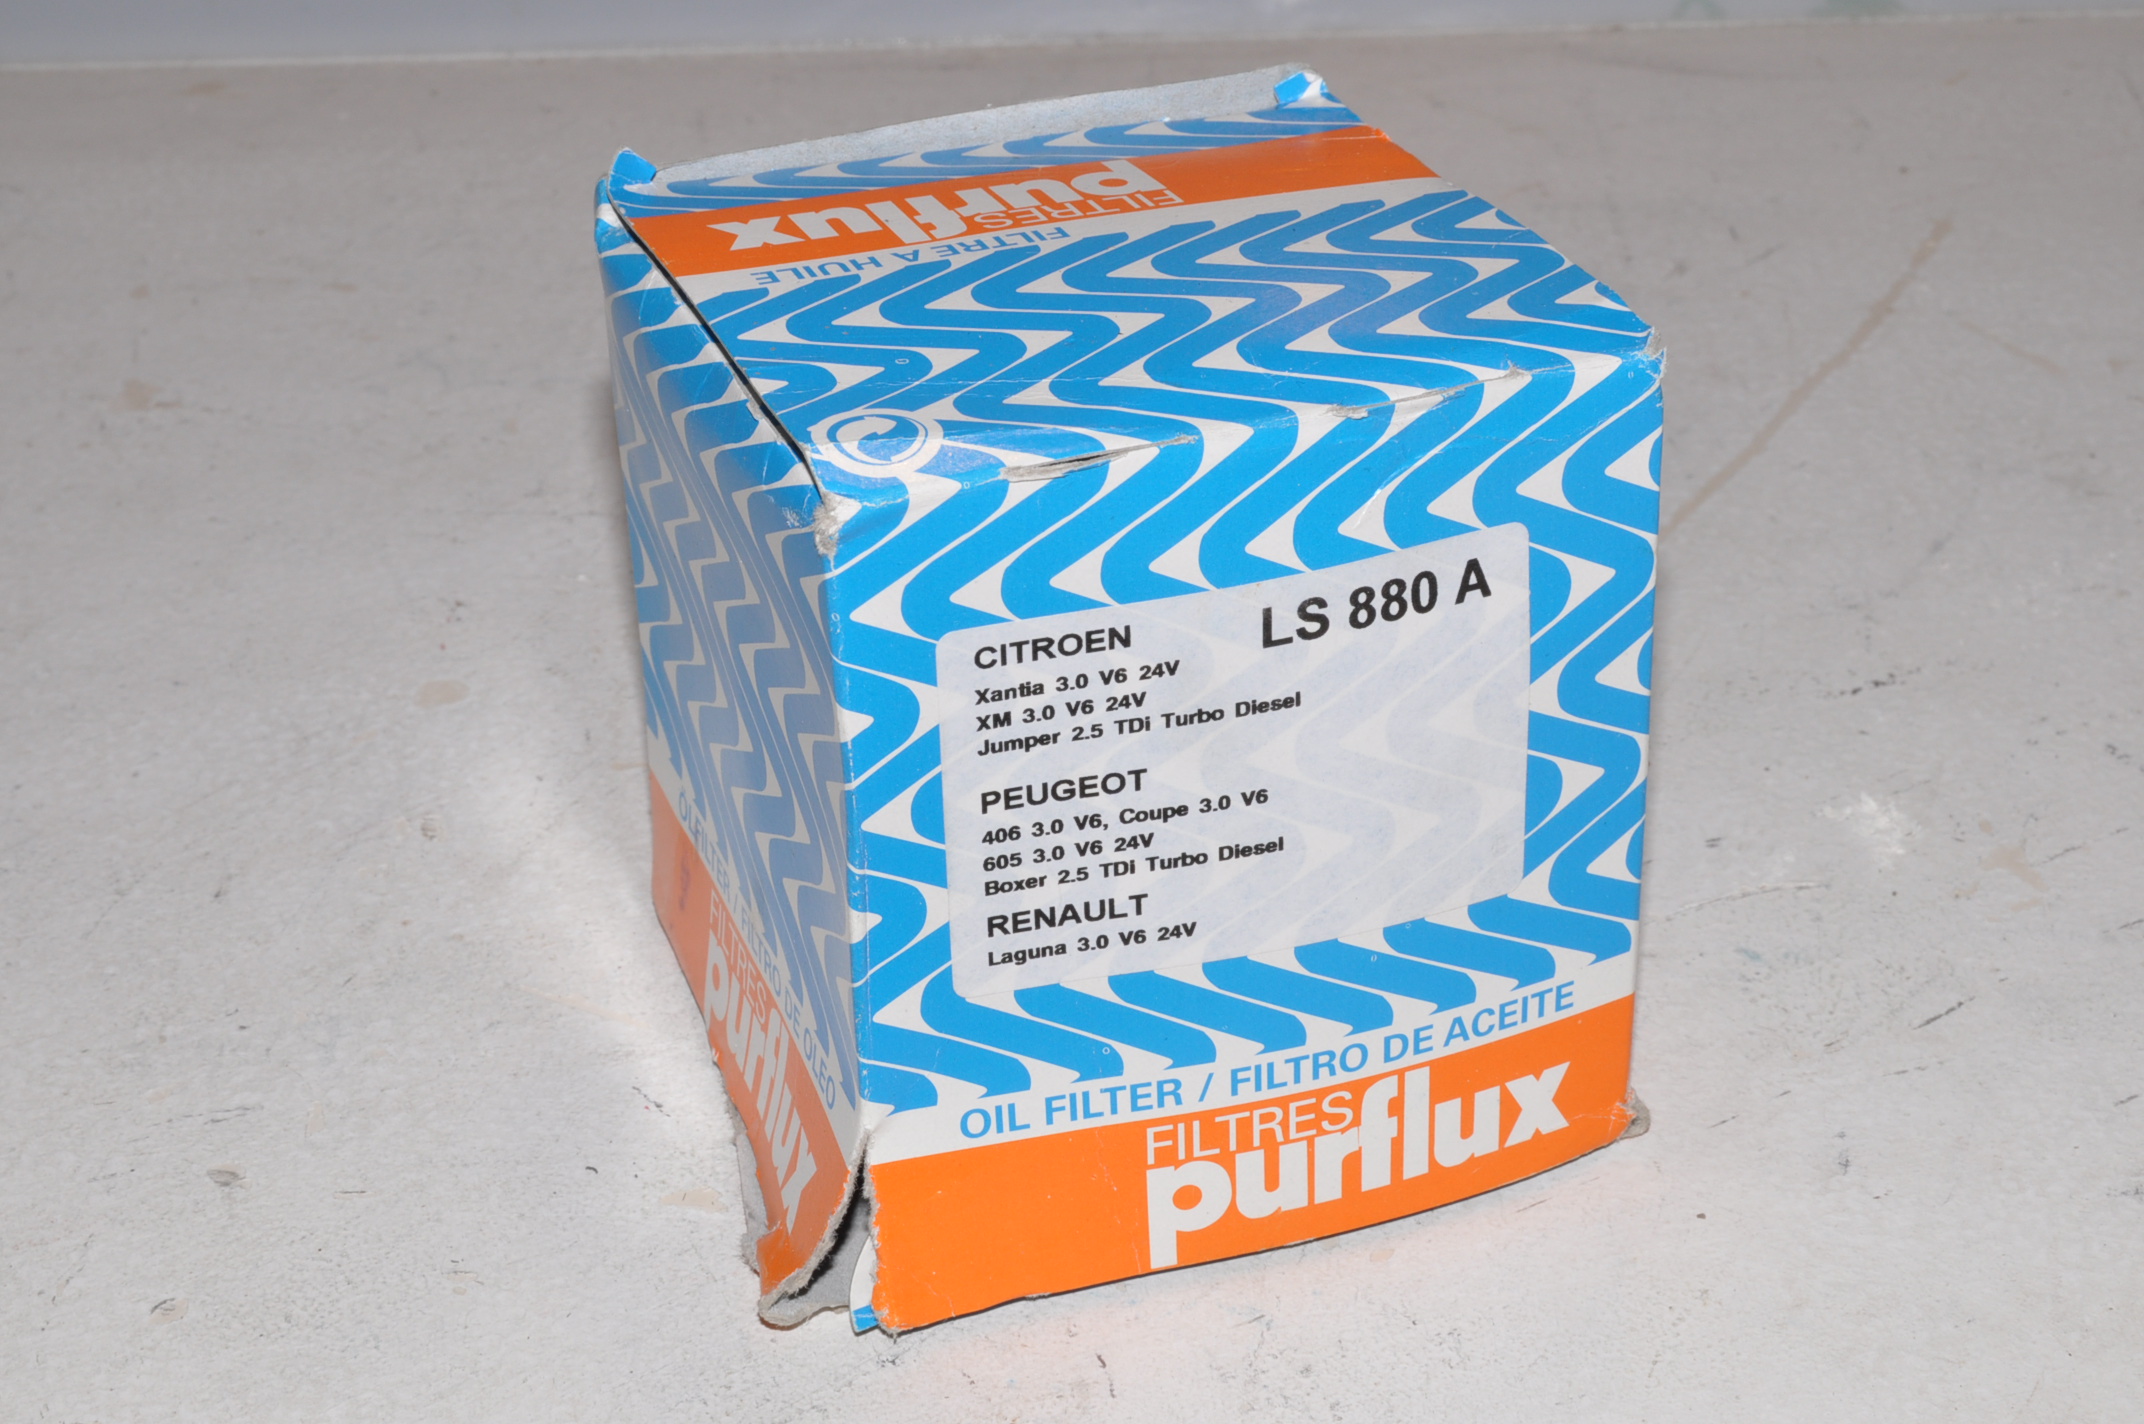 FILTRES
purflux
FILTRE A HUILE
LS 880 A
CITROEN
Xantia 3.0 V6 24V
XM 3.0 V6 24V
Jumper 2.5 TDi Turbo Diesel
PEUGEOT
406 3.0 V6, Coupe 3.0 V6
605 3.0 V6 24V
Boxer 2.5 TDi Turbo Diesel
RENAULT
Laguna 3.0 V6 24V
OIL FILTER / FILTRO DE ACEITE
FILTRES
purflux
OLFILTER / FILTRO DE OLEO
FILTRES
purflux